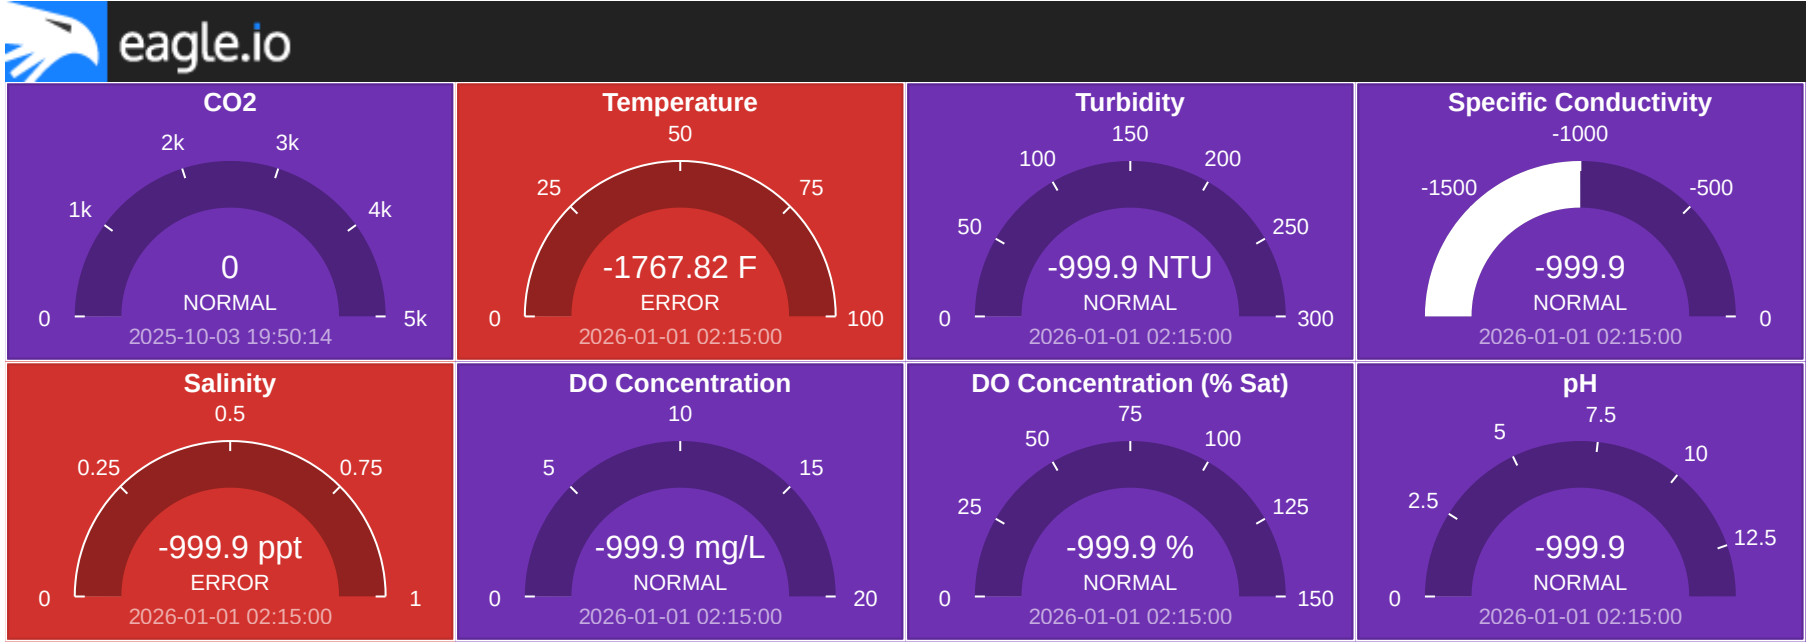 eagle.io
CO2
2k
3k
1k
4k
0
NORMAL
0
5k
2025-10-03 19:50:14
Temperature
50
25
75
-1767.82 F
ERROR
0
100
2026-01-01 02:15:00
Turbidity
150
100
200
50
250
-999.9 NTU
NORMAL
0
300
2026-01-01 02:15:00
Specific Conductivity
-1000
-1500
-500
-999.9
NORMAL
0
2026-01-01 02:15:00
Salinity
0.5
0.25
0.75
-999.9 ppt
ERROR
0
1
2026-01-01 02:15:00
DO Concentration
10
5
15
-999.9 mg/L
NORMAL
0
20
2026-01-01 02:15:00
DO Concentration (% Sat)
75
50
100
25
125
-999.9 %
NORMAL
0
150
2026-01-01 02:15:00
pH
7.5
5
10
2.5
12.5
-999.9
NORMAL
0
2026-01-01 02:15:00